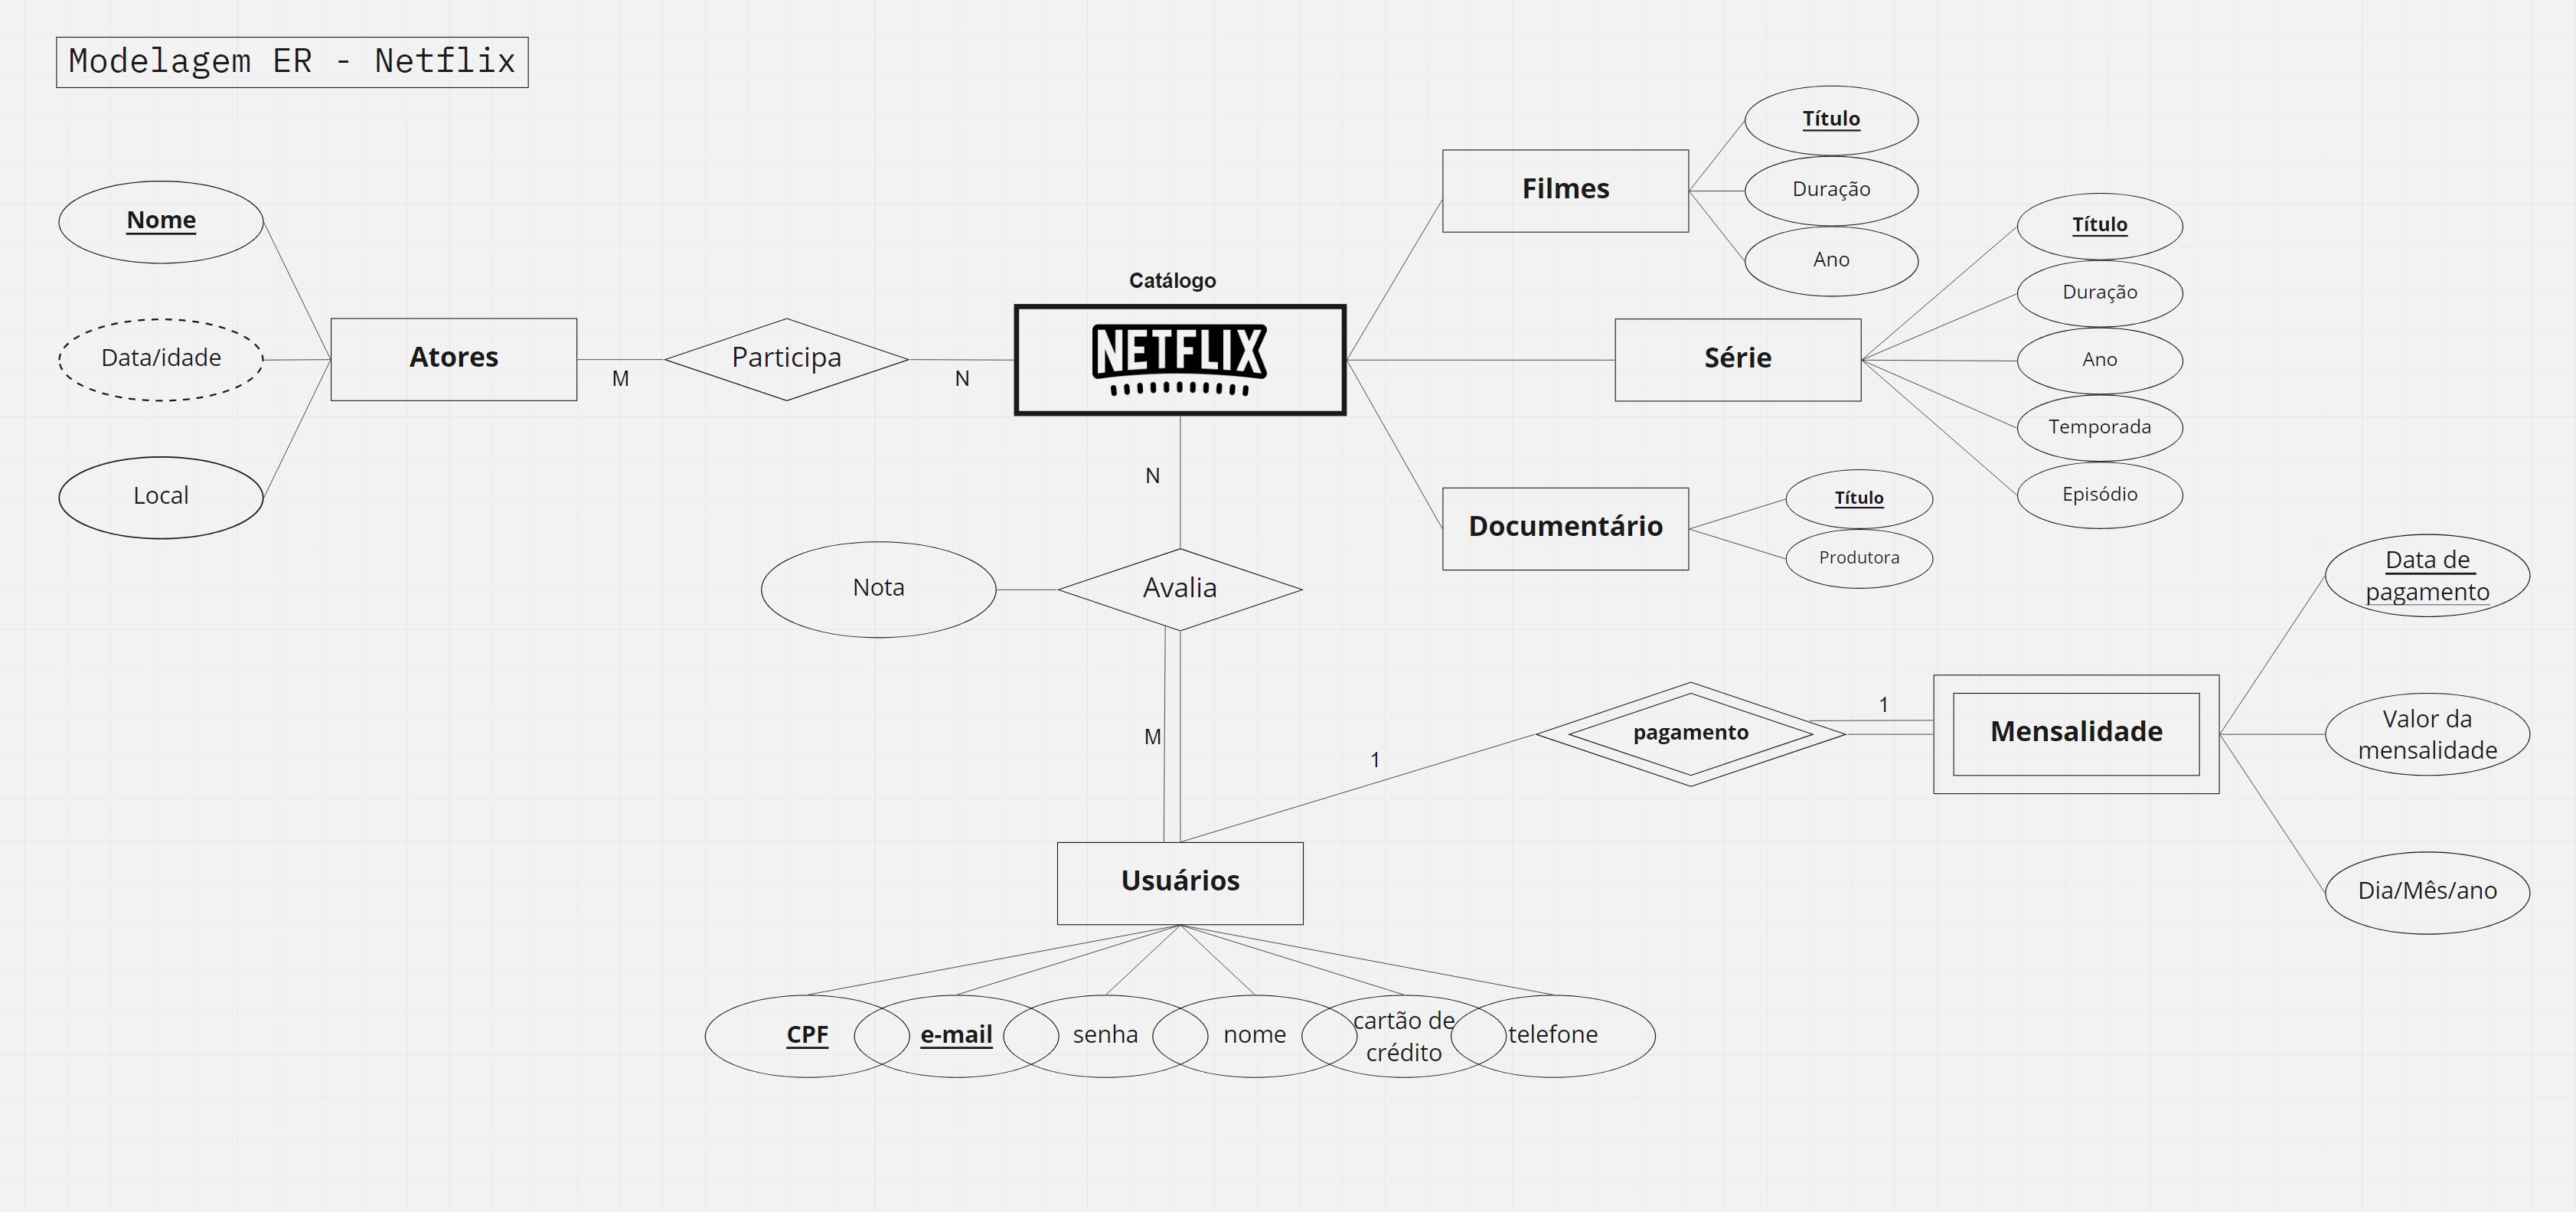 Modelagem ER - Netflix
Título
Filmes
Duração
Ano
Nome
Data/idade
Local
Atores
M
Participa
N
Catálogo
NETFLIX
Série
Título
Duração
Ano
Temporada
Episódio
Documentário
Título
Produtora
N
Nota
Avalia
M
1
pagamento
1
Mensalidade
Data de
pagamento
Valor da
mensalidade
Dia/Mês/ano
Usuários
CPF
e-mail
senha
nome
cartão de
crédito
telefone